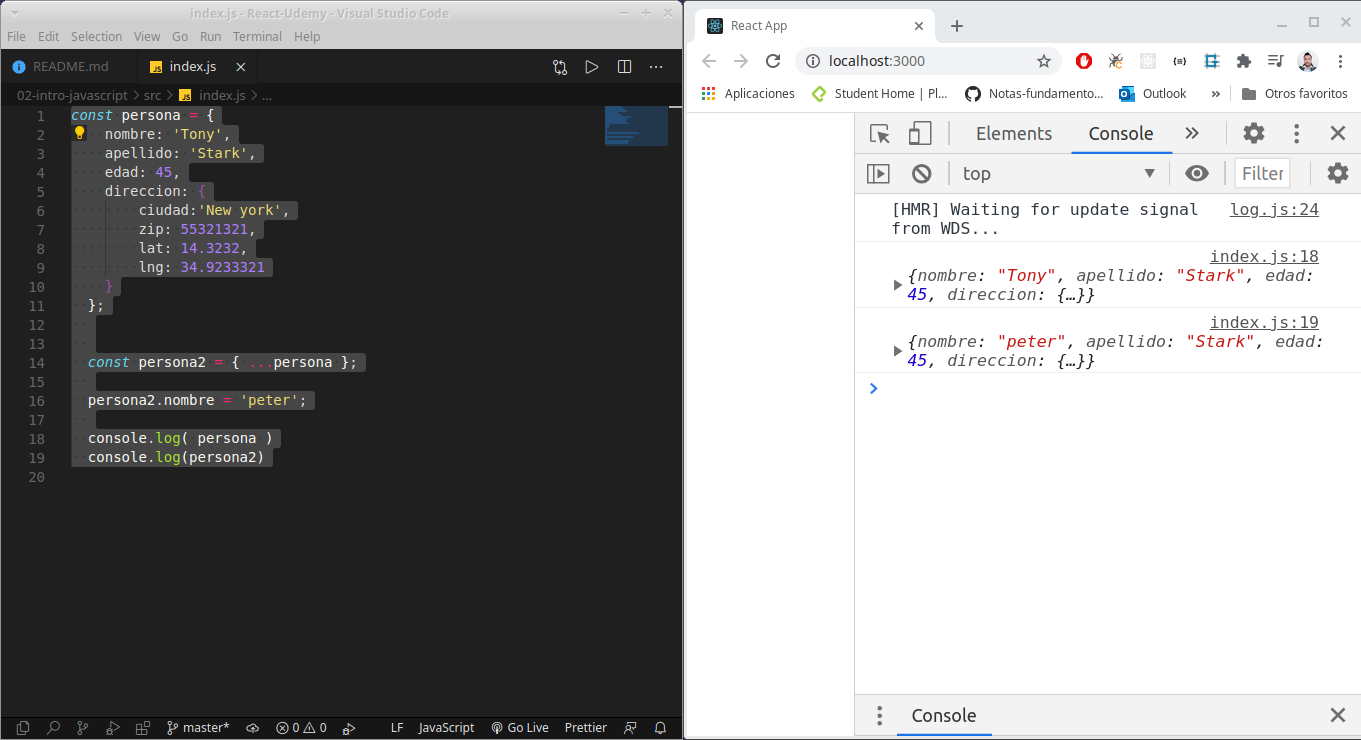 index.js - React-Udemy - Visual Studio Code
File Edit Selection View Go Run Terminal Help
README.md index.js
02-intro-javascript > src > index.js > ...
1 const persona = {
2 nombre: 'Tony',
3 apellido: 'Stark',
4 edad: 45,
5 direccion: {
6 ciudad:'New york',
7 zip: 55321321,
8 lat: 14.3232,
9 lng: 34.9233321
10 }
11 };
12
13
14 const persona2 = { ...persona };
15
16 persona2.nombre = 'peter';
17
18 console.log( persona )
19 console.log(persona2)
20
master* 0 0 LF JavaScript Go Live Prettier
React App
localhost:3000
Aplicaciones Student Home | Pl... Notas-fundamento... Outlook » Otros favoritos
Elements Console
top Filter
[HMR] Waiting for update signal log.js:24
from WDS...
index.js:18
{nombre: "Tony", apellido: "Stark", edad:
45, direccion: {…}}
index.js:19
{nombre: "peter", apellido: "Stark", edad:
45, direccion: {…}}
Console